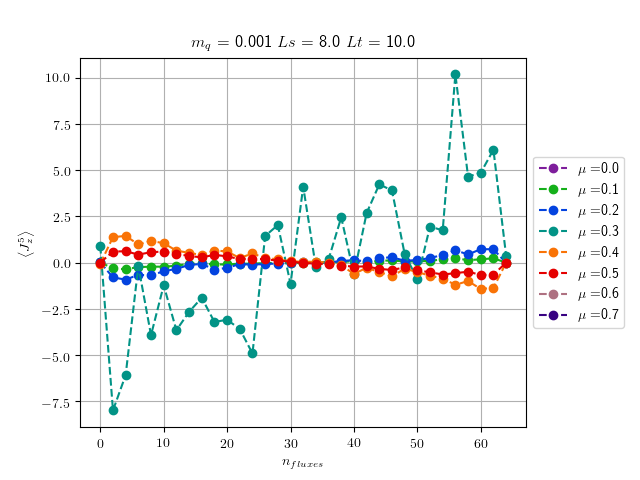 m_q = 0.001 Ls = 8.0 Lt = 10.0
10.0
7.5
5.0
2.5
0.0
−2.5
−5.0
−7.5
⟨J_z^5⟩
0 10 20 30 40 50 60
n_{fluxes}
μ =0.0
μ =0.1
μ =0.2
μ =0.3
μ =0.4
μ =0.5
μ =0.6
μ =0.7